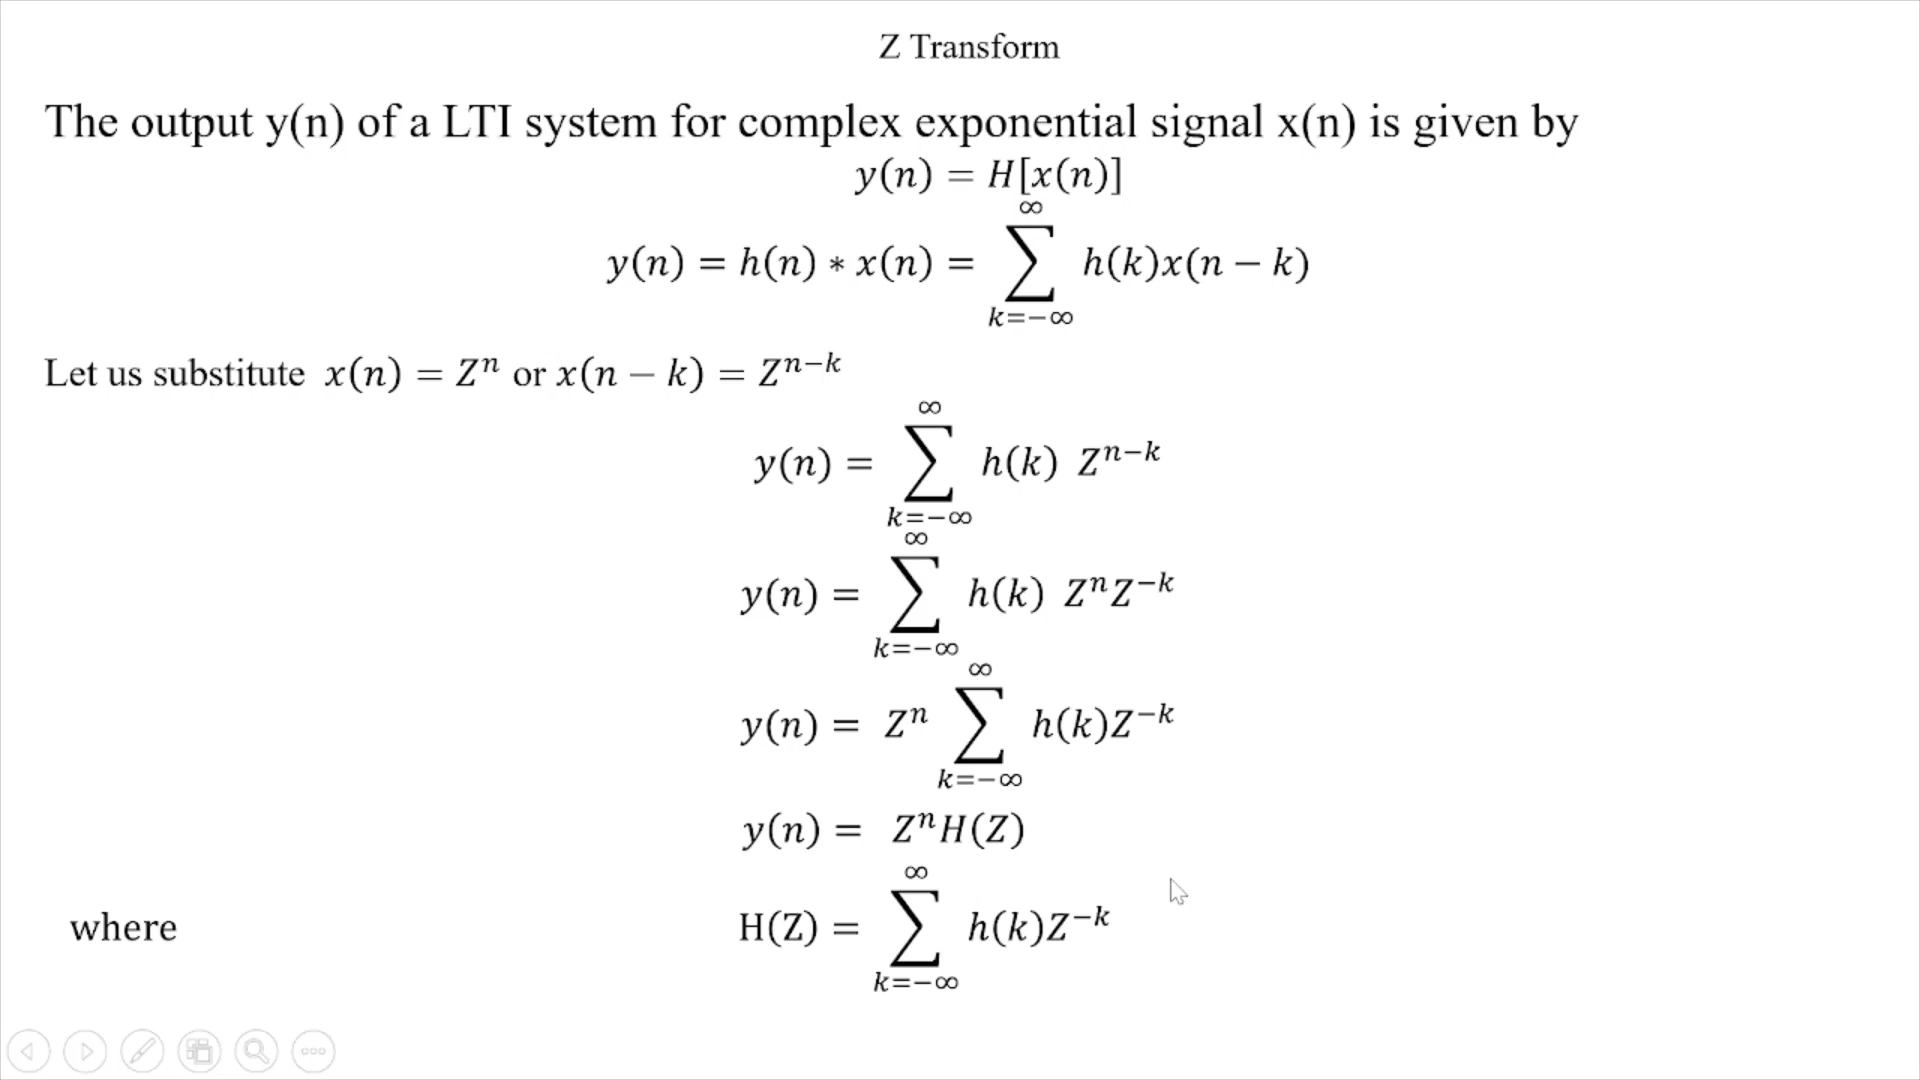 Z Transform
The output y(n) of a LTI system for complex exponential signal x(n) is given by
y(n) = H[x(n)]
y(n) = h(n) ∗ x(n) = ∑_{k=−∞}^{∞} h(k)x(n − k)
Let us substitute x(n) = Z^{n} or x(n − k) = Z^{n−k}
y(n) = ∑_{k=−∞}^{∞} h(k) Z^{n−k}
y(n) = ∑_{k=−∞}^{∞} h(k) Z^{n}Z^{−k}
y(n) = Z^{n} ∑_{k=−∞}^{∞} h(k)Z^{−k}
y(n) = Z^{n}H(Z)
where H(Z) = ∑_{k=−∞}^{∞} h(k)Z^{−k}